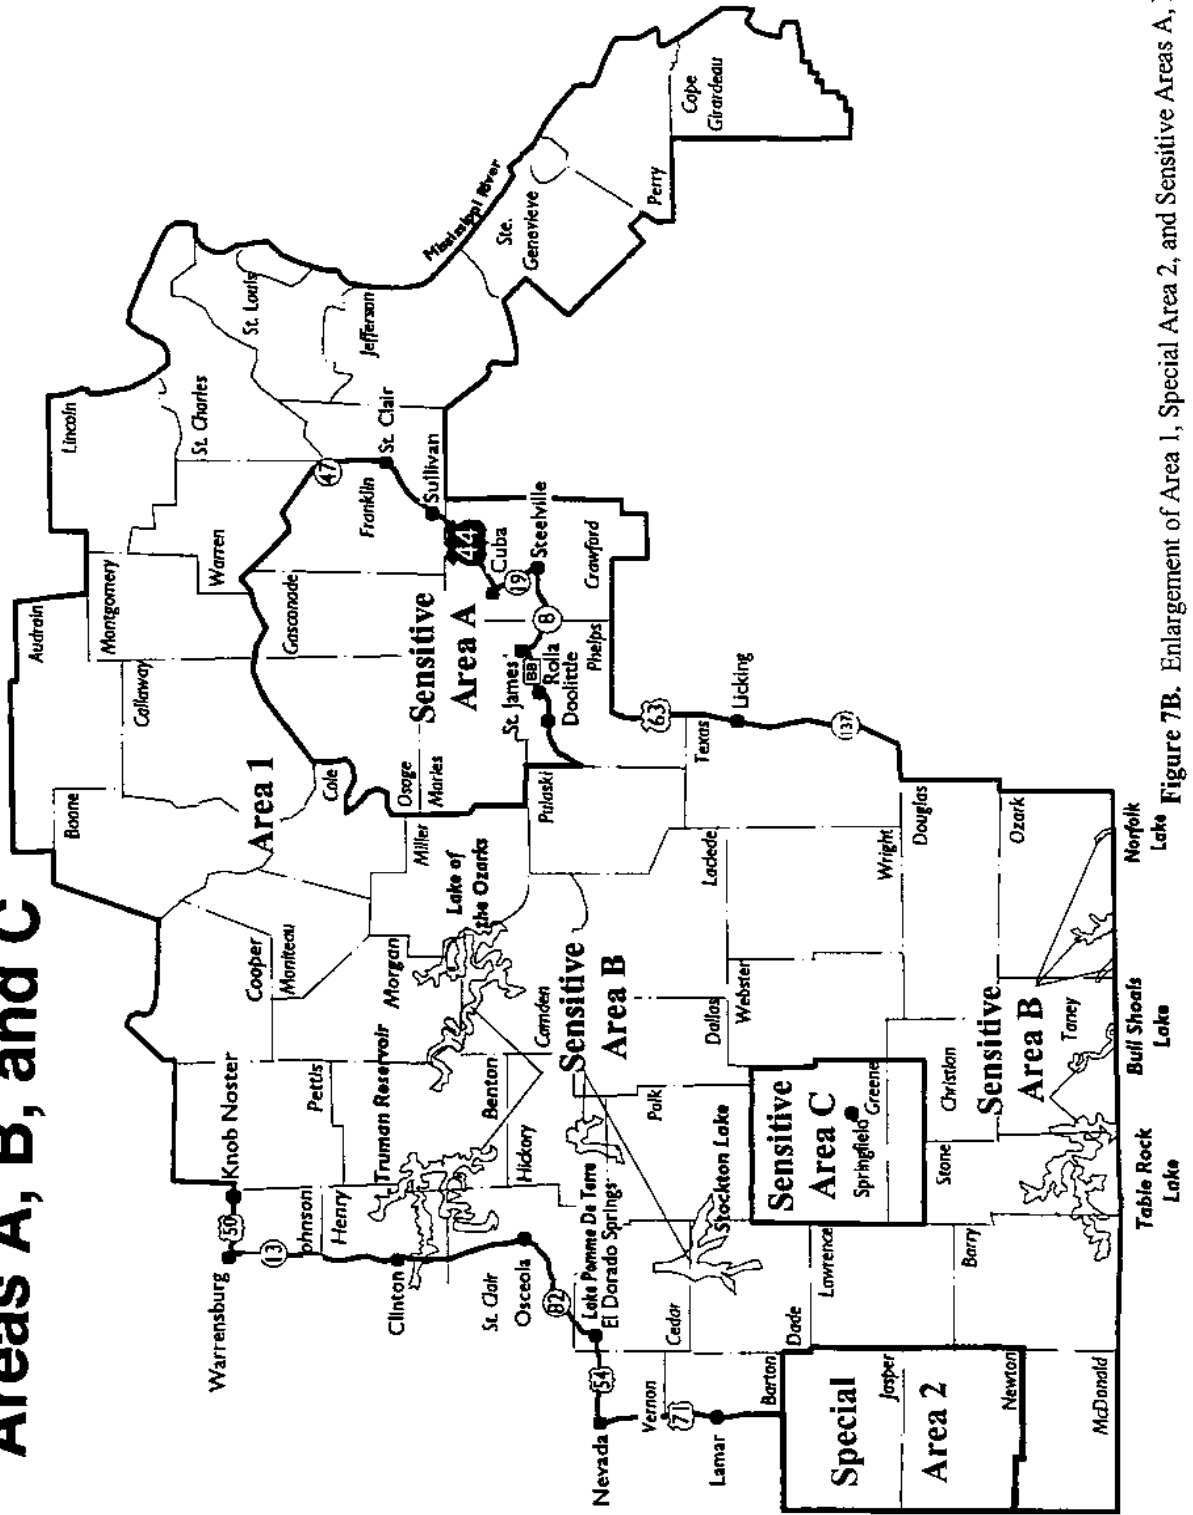 Areas A, B, and C
Lincoln
Audrain
Montgomery
St. Charles
Warren
Callaway
Boone
St. Louis
Area 1
Gasconade
47
Franklin
St. Clair
Jefferson
Mississippi River
Ste.
Genevieve
Perry
Cape
Girardeau
Sullivan
44
Cuba
Steelville
19
8
Crawford
Sensitive
Area A
St. James
BB
Rolla
Doolittle
Phelps
Cole
Osage
Maries
Pulaski
Miller
Cooper
Moniteau
Morgan
Lake of
the Ozarks
Camden
Knob Noster
50
Warrensburg
13
Johnson
Pettis
Henry
Truman Reservoir
Benton
Hickory
Clinton
St. Clair
Osceola
82
Lake Pomme De Terre
El Dorado Springs
54
Nevada
Vernon
71
Lamar
Barton
Cedar
Dade
Stockton Lake
Polk
Sensitive
Area B
Dallas
Webster
Laclede
Texas
63
Licking
137
Wright
Douglas
Ozark
Sensitive
Area C
Springfield
Greene
Christian
Stone
Lawrence
Barry
Sensitive
Area B
Taney
Special
Area 2
Jasper
Newton
McDonald
Table Rock
Lake
Bull Shoals
Lake
Norfolk
Lake
Figure 7B. Enlargement of Area 1, Special Area 2, and Sensitive Areas A,